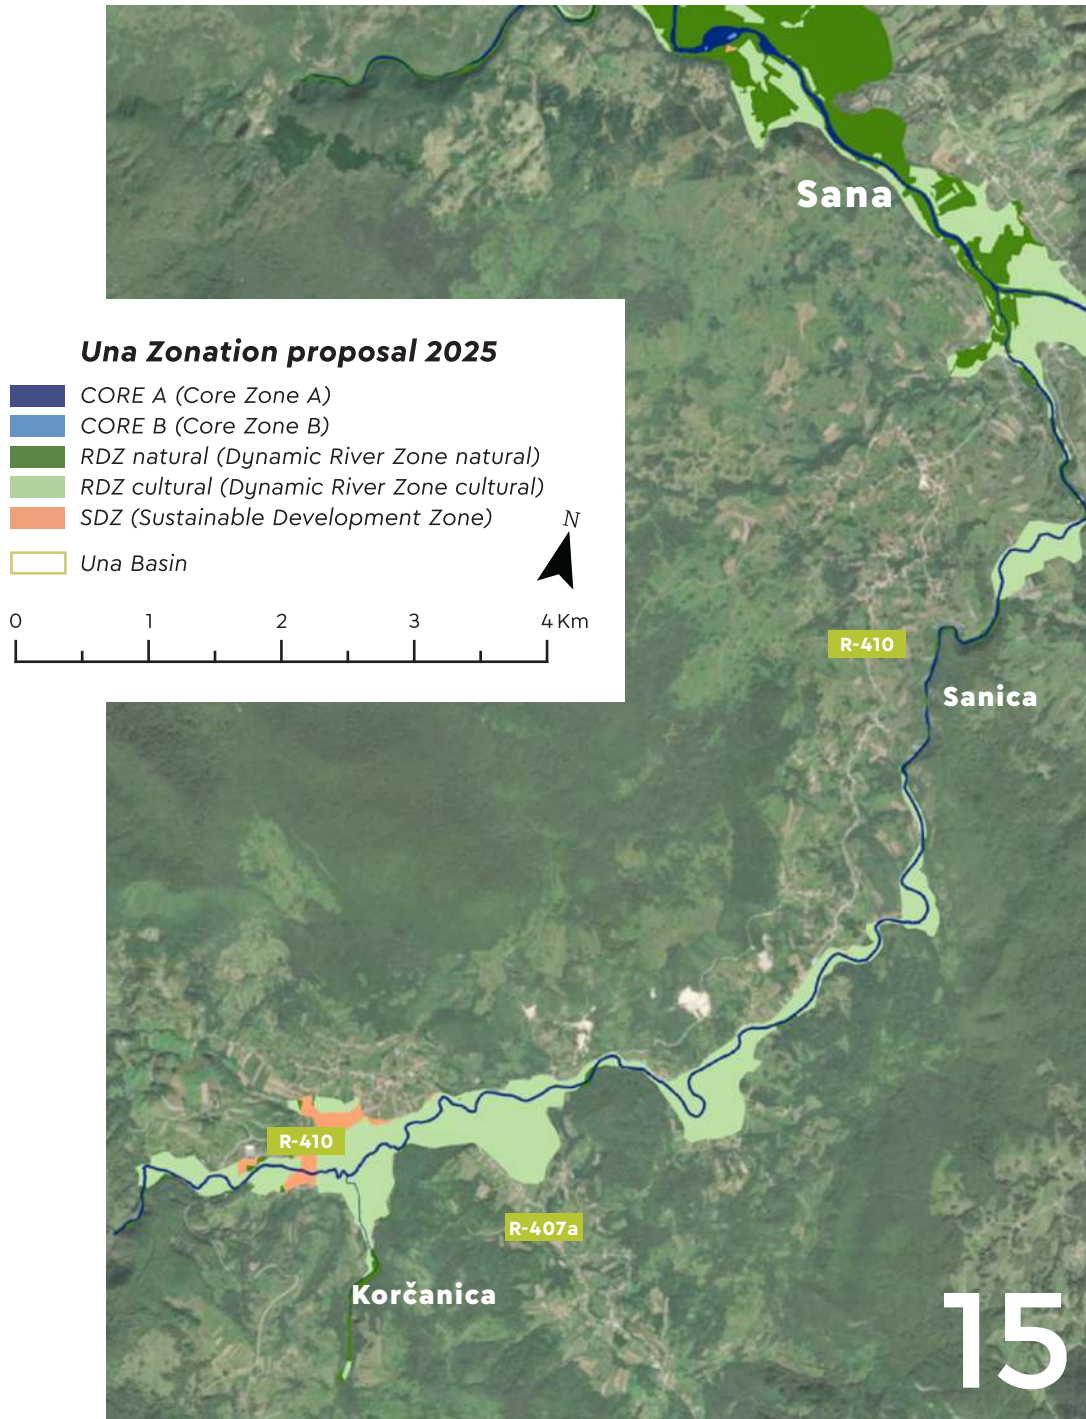 Sana
Una Zonation proposal 2025
CORE A (Core Zone A)
CORE B (Core Zone B)
RDZ natural (Dynamic River Zone natural)
RDZ cultural (Dynamic River Zone cultural)
SDZ (Sustainable Development Zone)
N
Una Basin
0 1 2 3 4 Km
R-410
Sanica
R-410
R-407a
Korčanica
15